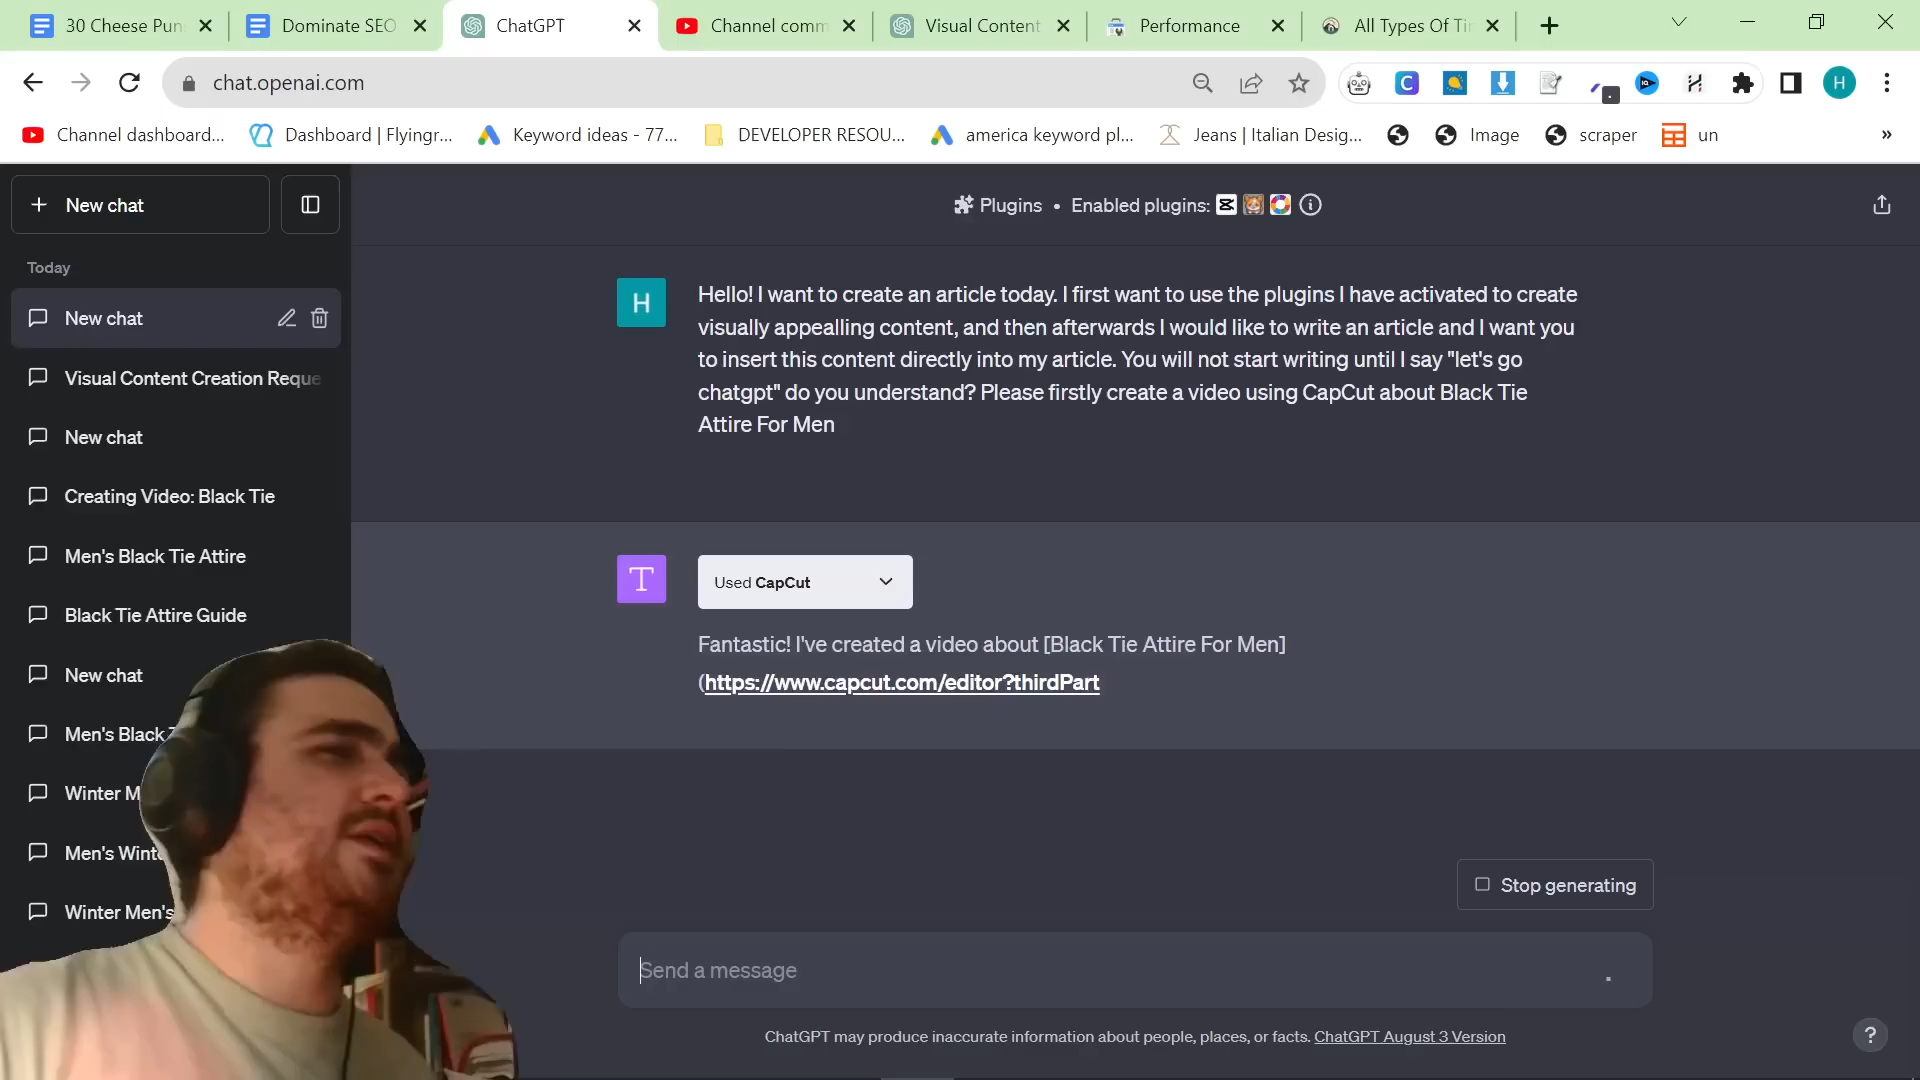 30 Cheese Pun
Dominate SEO
ChatGPT
Channel comm
Visual Content
Performance
All Types Of Ti
chat.openai.com
H
Channel dashboard...
Dashboard | Flyingr...
Keyword ideas - 77...
DEVELOPER RESOU...
america keyword pl...
Jeans | Italian Desig...
Image
scraper
un
»
+ New chat
Plugins • Enabled plugins:
Today
New chat
Visual Content Creation Reque
New chat
Creating Video: Black Tie
Men's Black Tie Attire
Black Tie Attire Guide
New chat
Men's Black
Winter M
Men's Wint
Winter Men's
H
Hello! I want to create an article today. I first want to use the plugins I have activated to create
visually appealling content, and then afterwards I would like to write an article and I want you
to insert this content directly into my article. You will not start writing until I say "let's go
chatgpt" do you understand? Please firstly create a video using CapCut about Black Tie
Attire For Men
T
Used CapCut
Fantastic! I've created a video about [Black Tie Attire For Men]
(https://www.capcut.com/editor?thirdPart
Stop generating
Send a message
ChatGPT may produce inaccurate information about people, places, or facts. ChatGPT August 3 Version
?